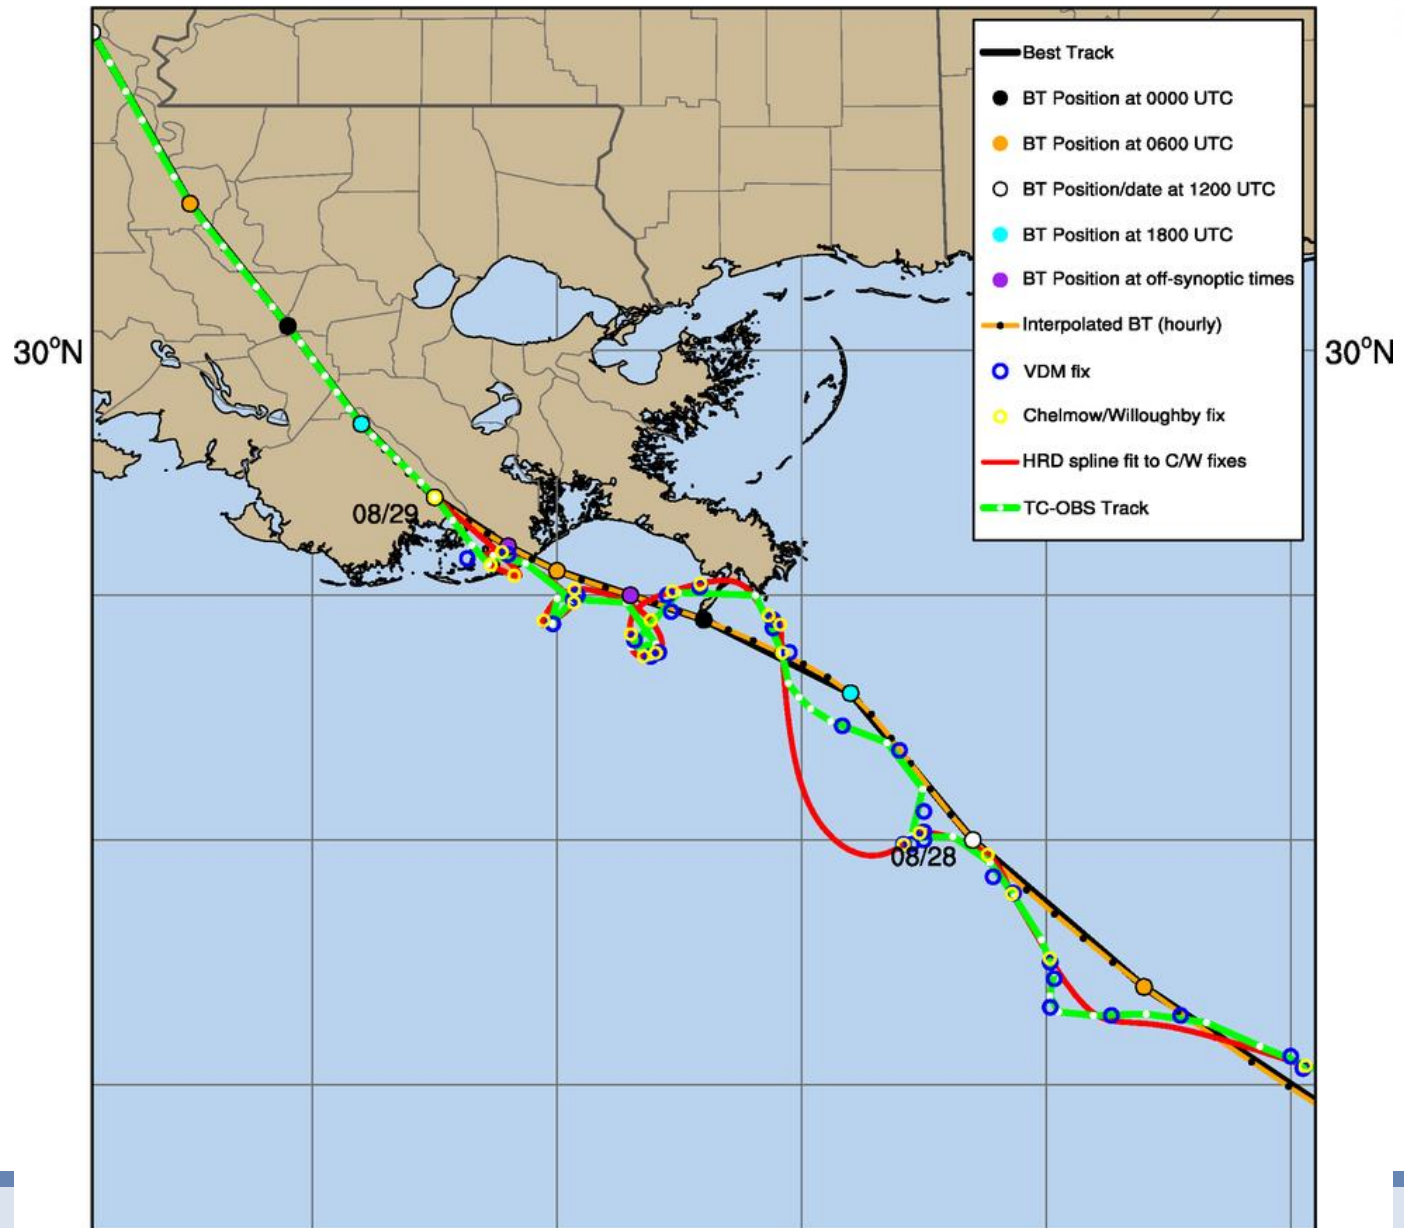 Best Track
BT Position at 0000 UTC
BT Position at 0600 UTC
BT Position/date at 1200 UTC
BT Position at 1800 UTC
BT Position at off-synoptic times
Interpolated BT (hourly)
VDM fix
Chelmow/Willoughby fix
HRD spline fit to C/W fixes
TC-OBS Track
30°N
30°N
08/29
08/28